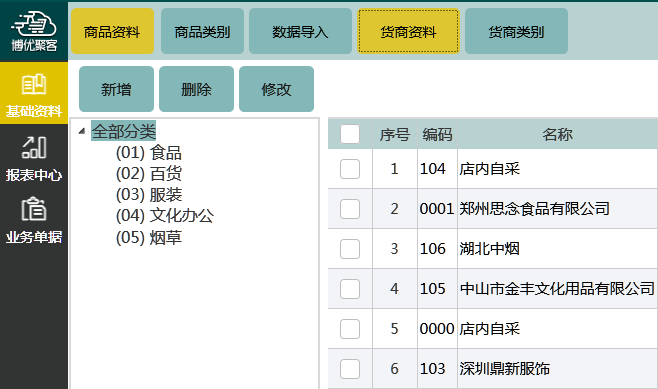 博优聚客
商品资料 商品类别 数据导入 货商资料 货商类别
基础资料
报表中心
业务单据
新增 删除 修改
全部分类
(01) 食品
(02) 百货
(03) 服装
(04) 文化办公
(05) 烟草
序号 编码 名称
1 104 店内自采
2 0001 郑州思念食品有限公司
3 106 湖北中烟
4 105 中山市金丰文化用品有限公司
5 0000 店内自采
6 103 深圳鼎新服饰